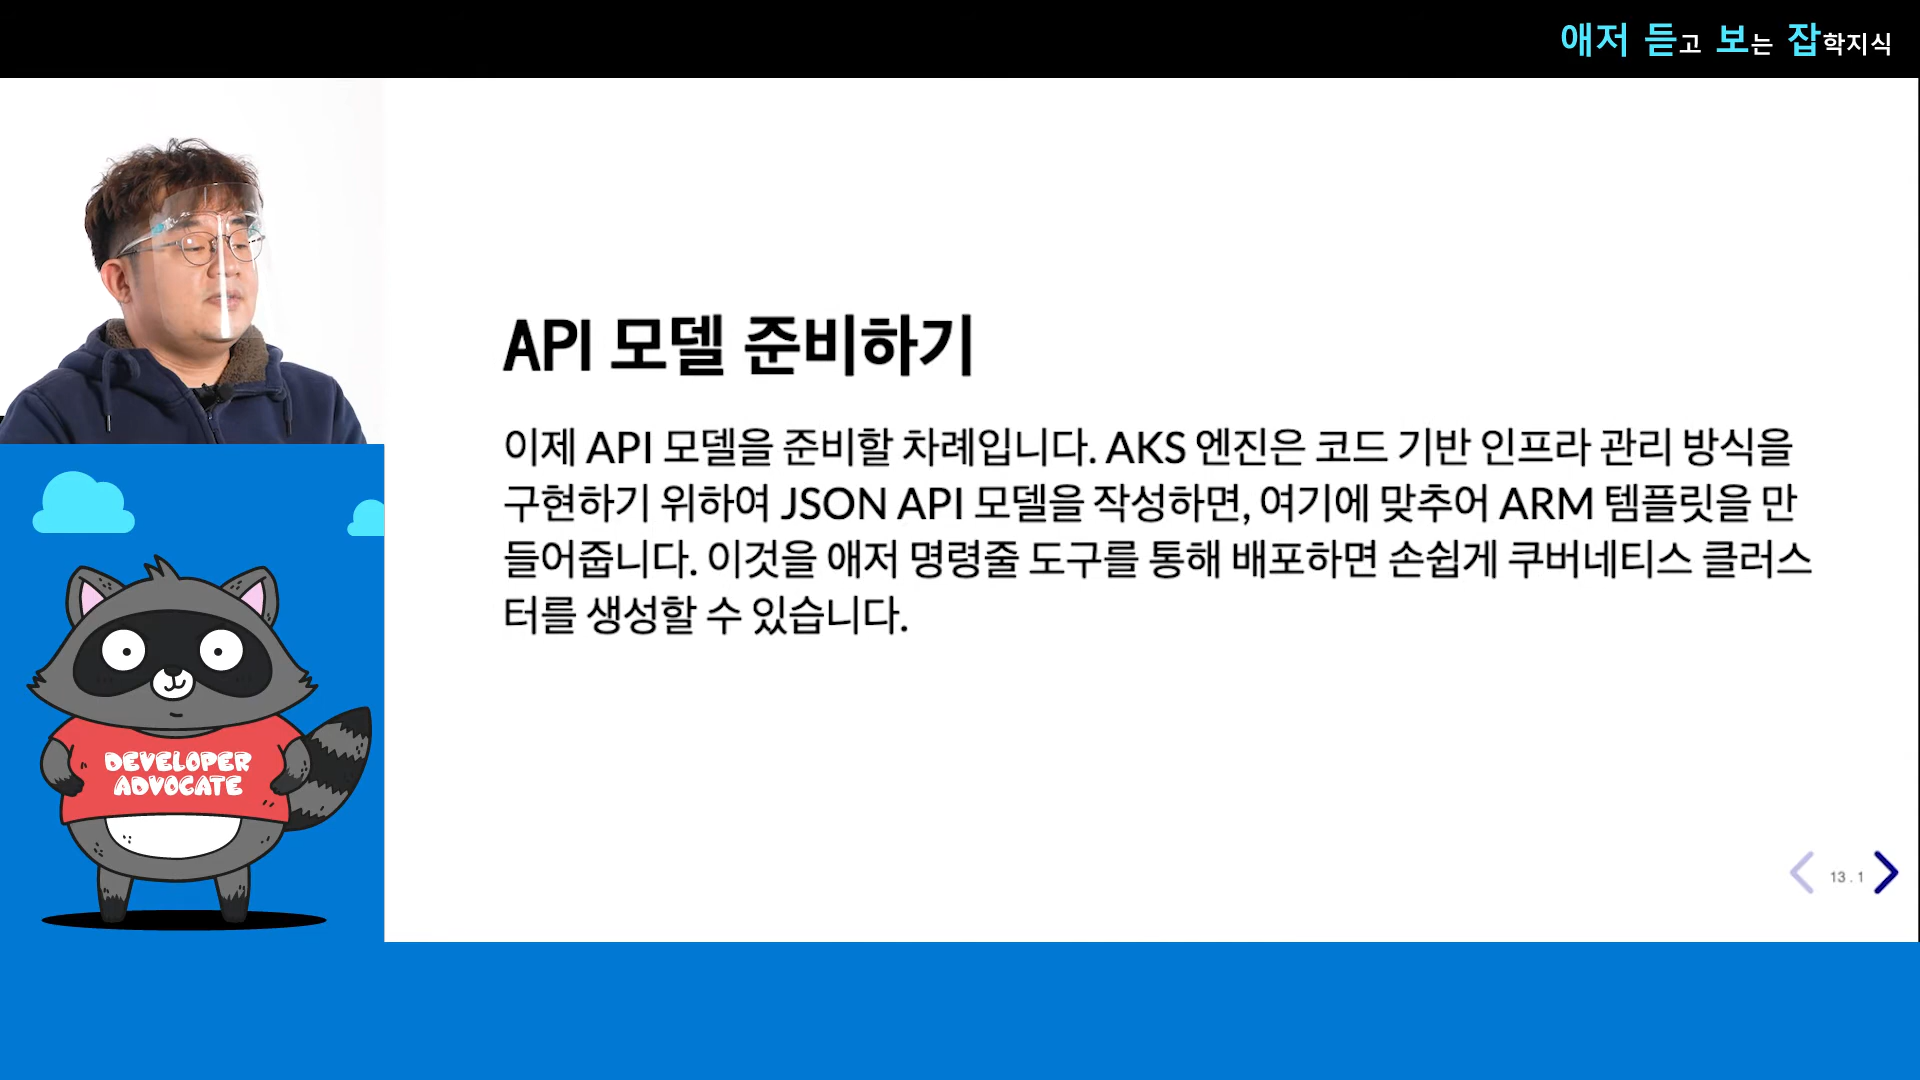 애저 듣고 보는 잡학지식
API 모델 준비하기
이제 API 모델을 준비할 차례입니다. AKS 엔진은 코드 기반 인프라 관리 방식을
구현하기 위하여 JSON API 모델을 작성하면, 여기에 맞추어 ARM 템플릿을 만
들어줍니다. 이것을 애저 명령줄 도구를 통해 배포하면 손쉽게 쿠버네티스 클러스
터를 생성할 수 있습니다.
DEVELOPER
ADVOCATE
13 . 1